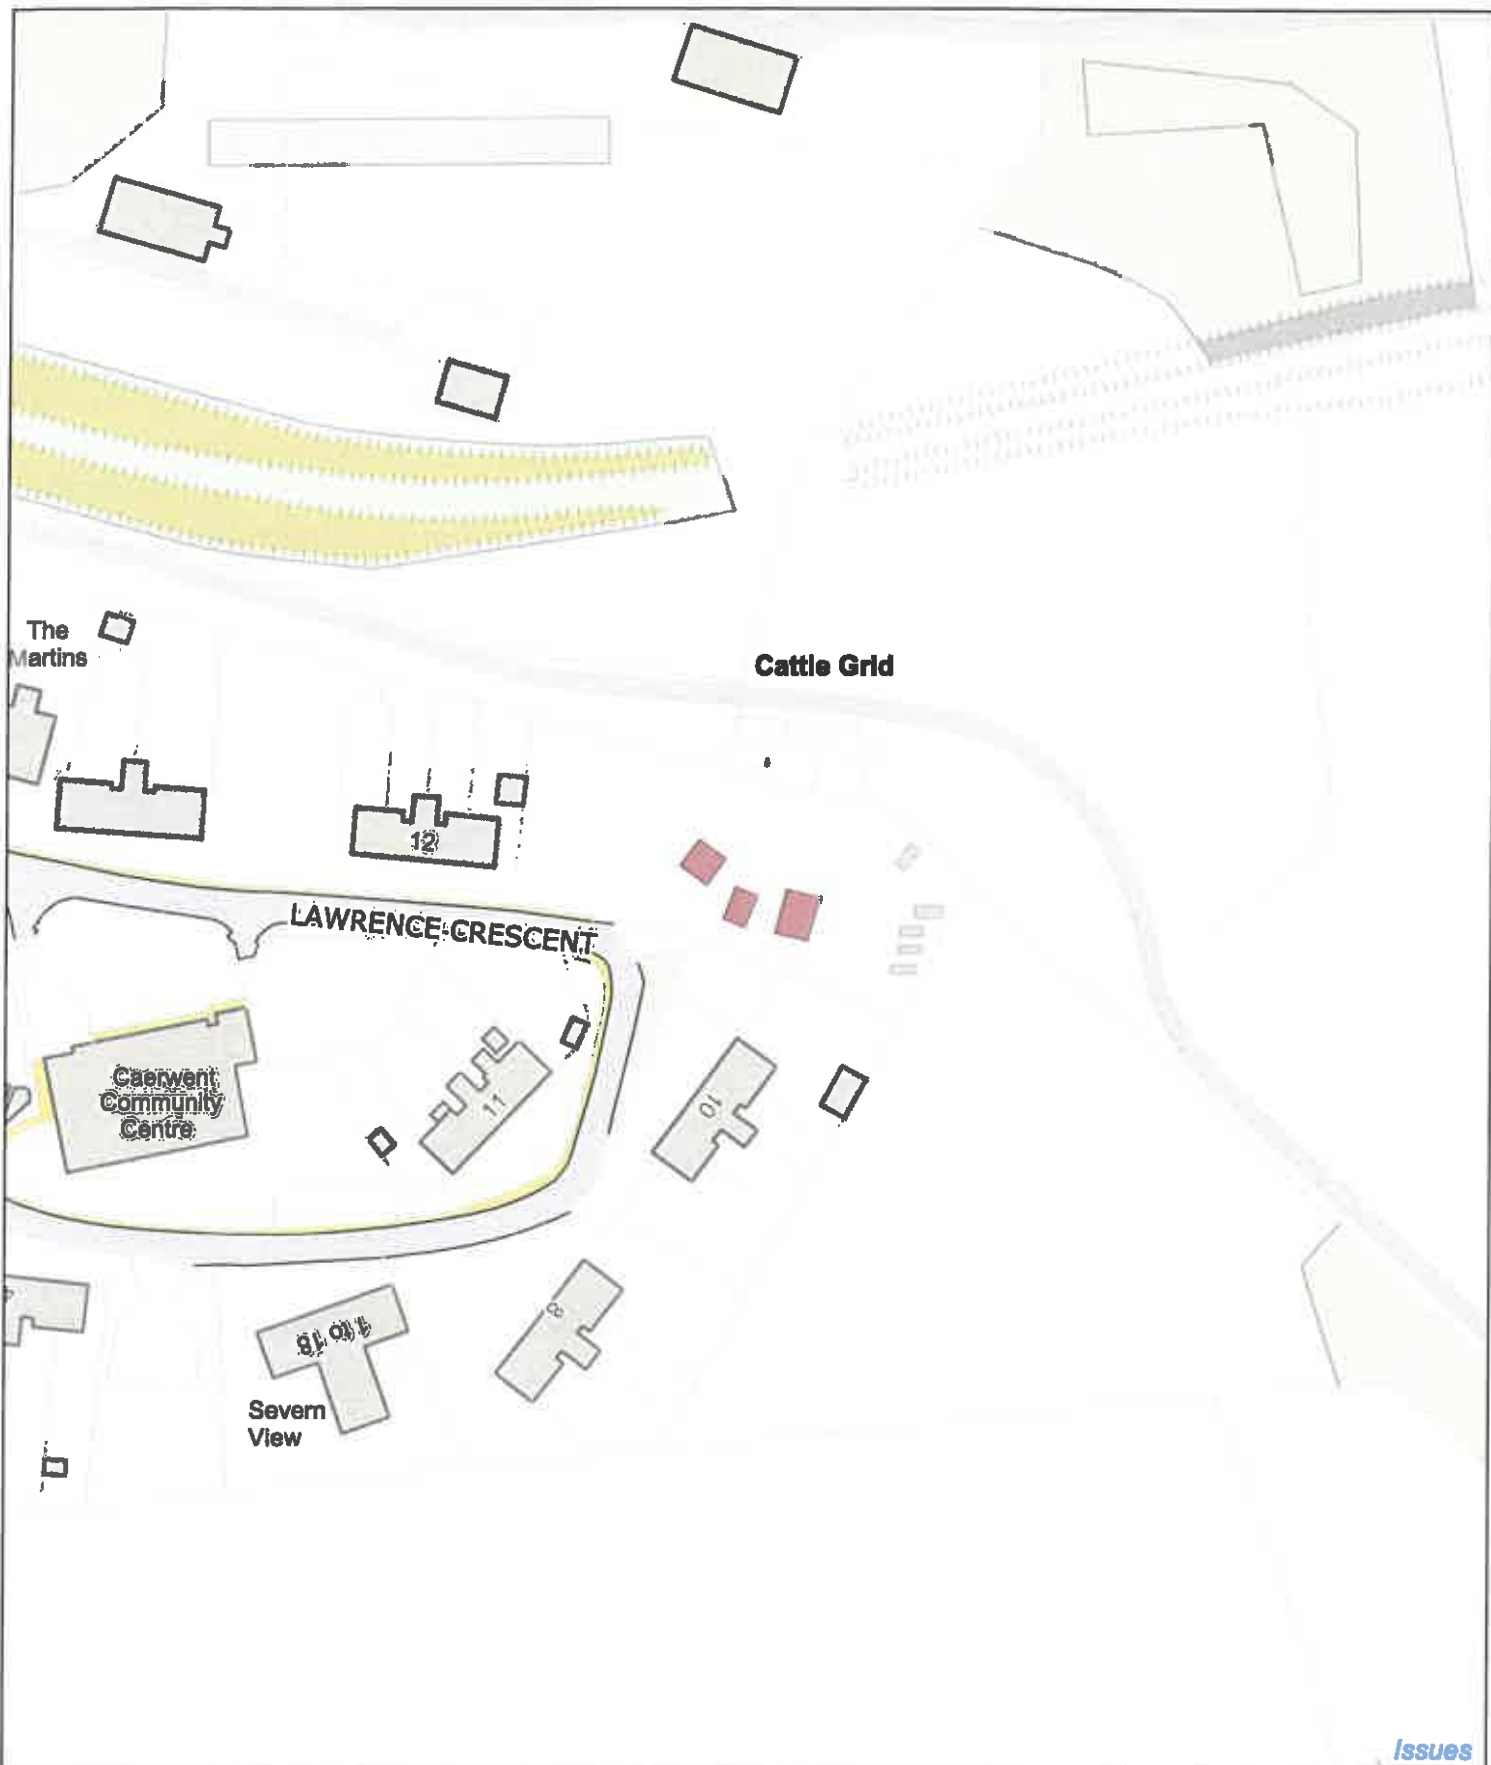 The
Martins
Cattle Grid
12
LAWRENCE CRESCENT
Caerwent
Community
Centre
11
10
8
1 to 18
Severn
View
Issues